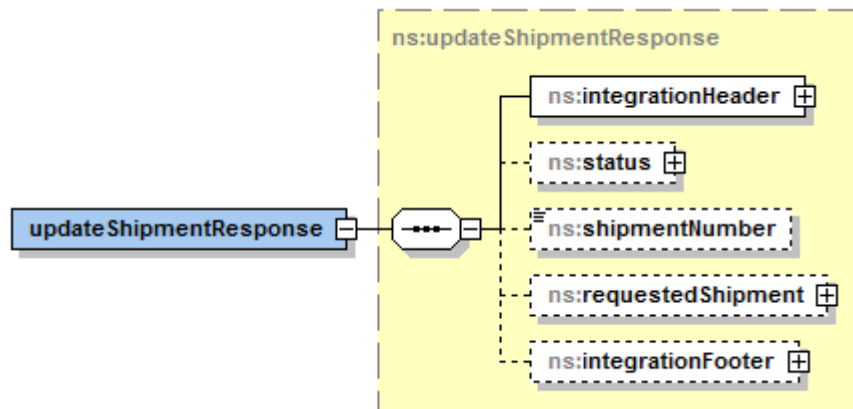 ns:updateShipmentResponse
ns:integrationHeader
ns:status
updateShipmentResponse
ns:shipmentNumber
ns:requestedShipment
ns:integrationFooter